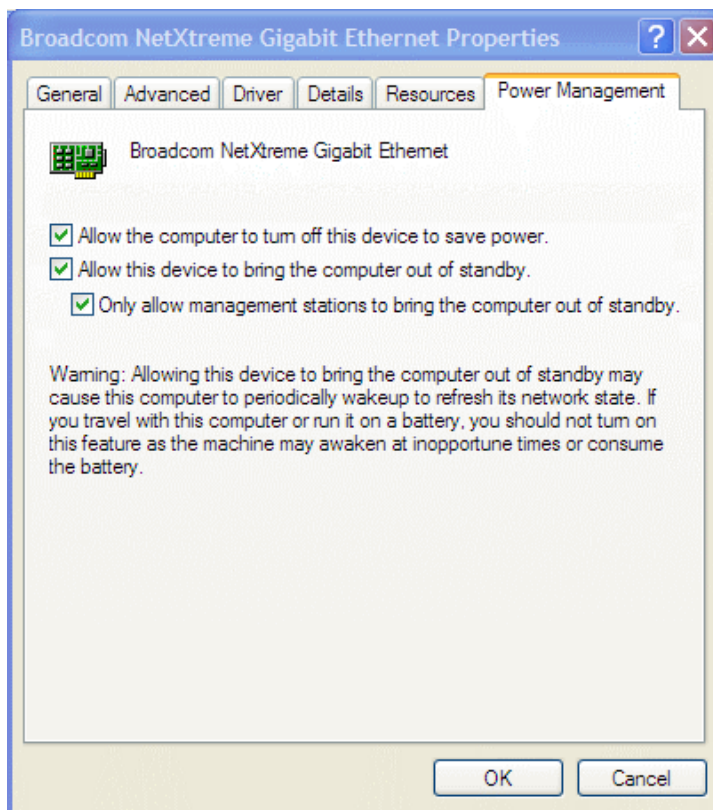 Broadcom NetXtreme Gigabit Ethernet Properties
General Advanced Driver Details Resources Power Management
Broadcom NetXtreme Gigabit Ethernet
Allow the computer to turn off this device to save power.
Allow this device to bring the computer out of standby.
Only allow management stations to bring the computer out of standby.
Warning: Allowing this device to bring the computer out of standby may
cause this computer to periodically wakeup to refresh its network state. If
you travel with this computer or run it on a battery, you should not turn on
this feature as the machine may awaken at inopportune times or consume
the battery.
OK Cancel